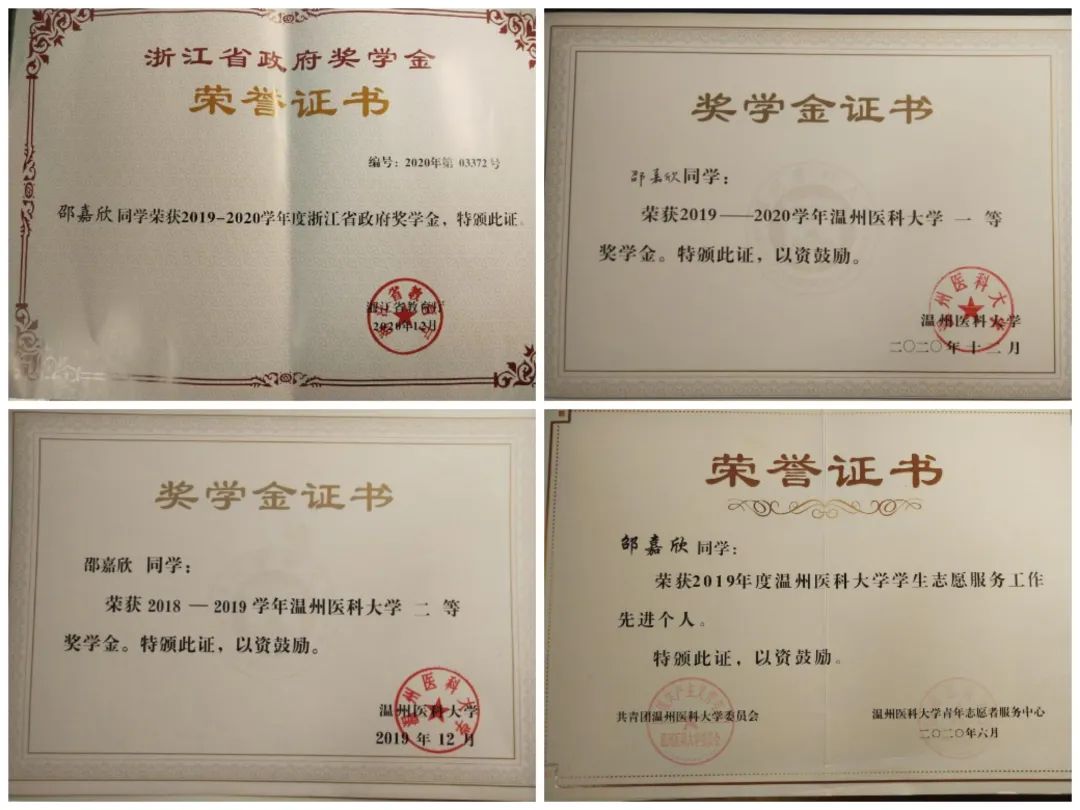 浙江省政府奖学金
荣誉证书
编号：2020年第 03372 号
邵嘉欣 同学荣获2019-2020学年度浙江省政府奖学金，特颁此证。
浙江省教育厅
2020年12月
奖学金证书
邵嘉欣同学：
荣获2019——2020学年温州医科大学 一 等
奖学金。特颁此证，以资鼓励。
温州医科大学
二〇二〇年十二月
奖学金证书
邵嘉欣 同学：
荣获 2018 — 2019 学年温州医科大学 二 等
奖学金。特颁此证，以资鼓励。
温州医科大学
2019 年 12 月
荣誉证书
邵嘉欣 同学：
荣获2019年度温州医科大学学生志愿服务工作
先进个人。
特颁此证，以资鼓励。
共青团温州医科大学委员会
温州医科大学青年志愿者服务中心
二〇二〇年六月